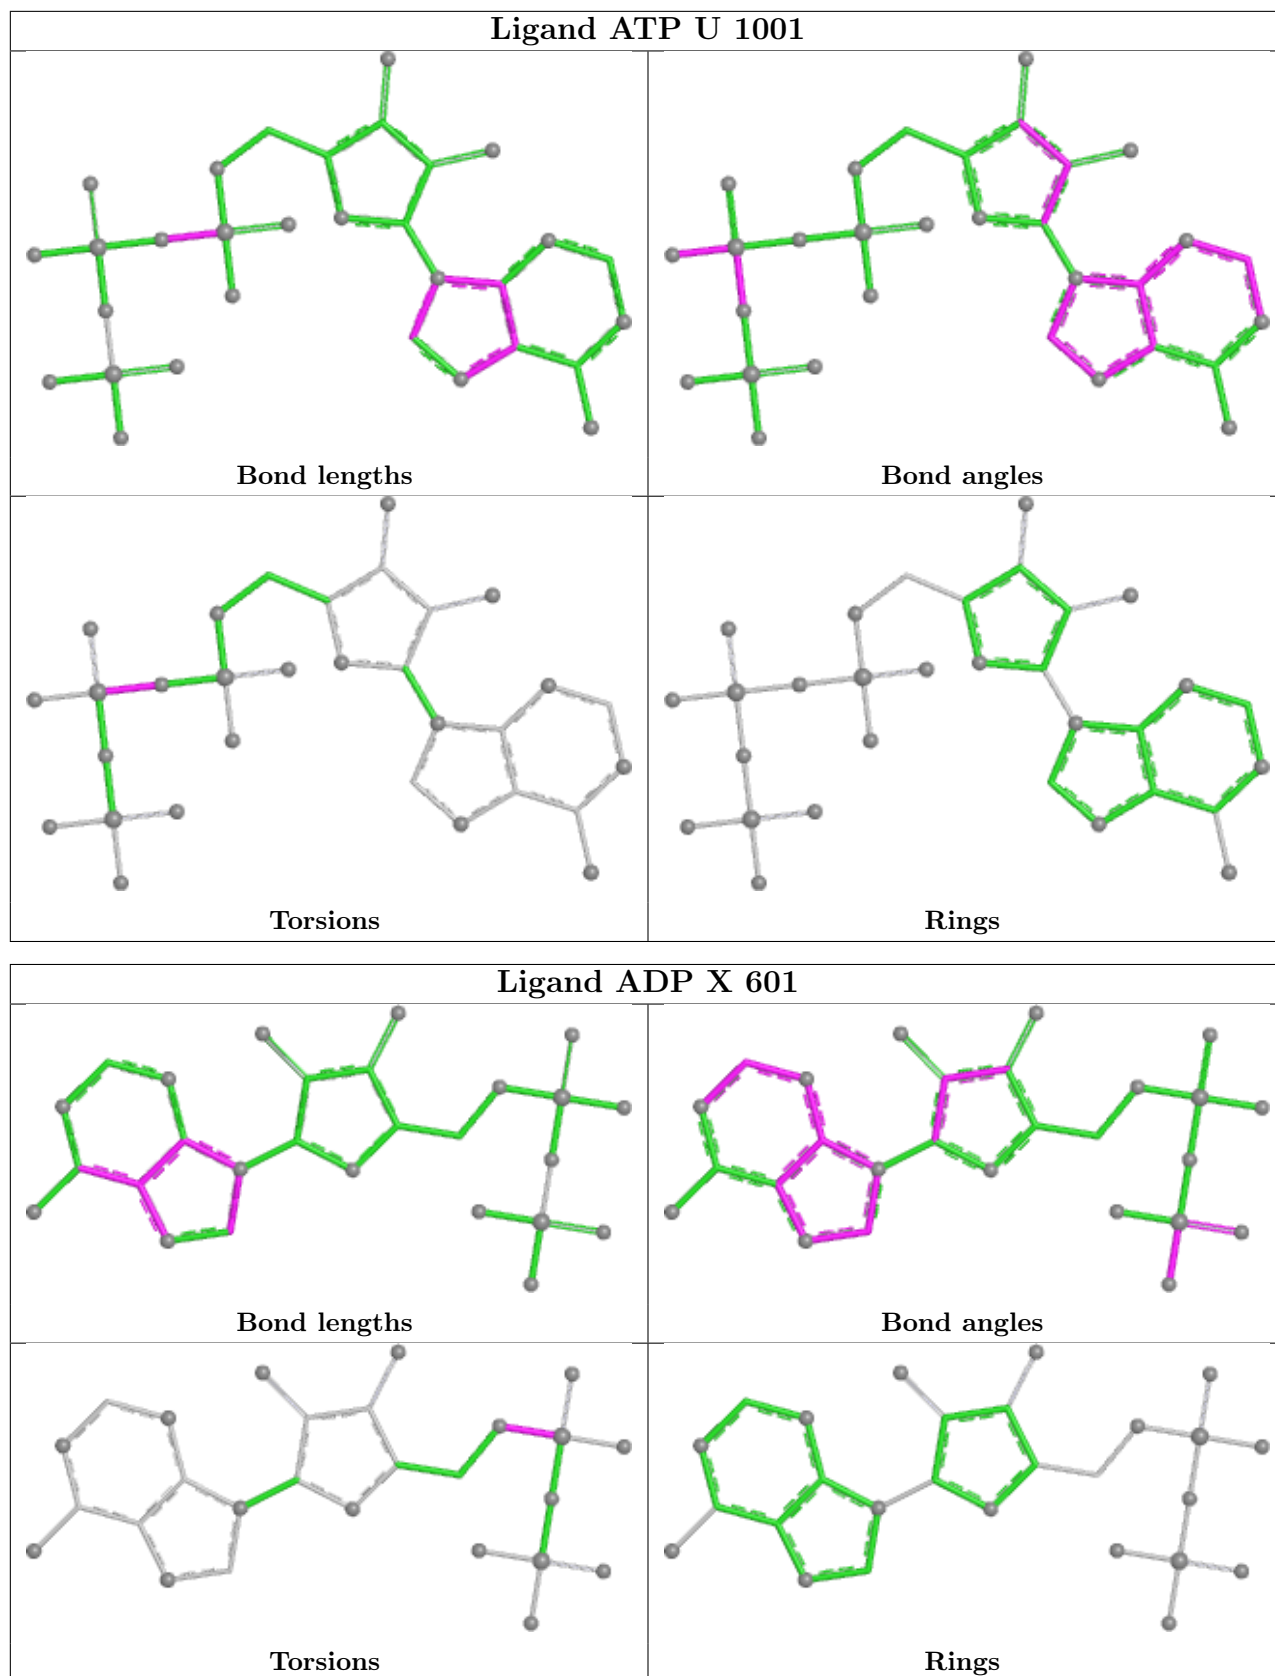 Ligand ATP U 1001
Bond lengths
Bond angles
Torsions
Rings
Ligand ADP X 601
Bond lengths
Bond angles
Torsions
Rings